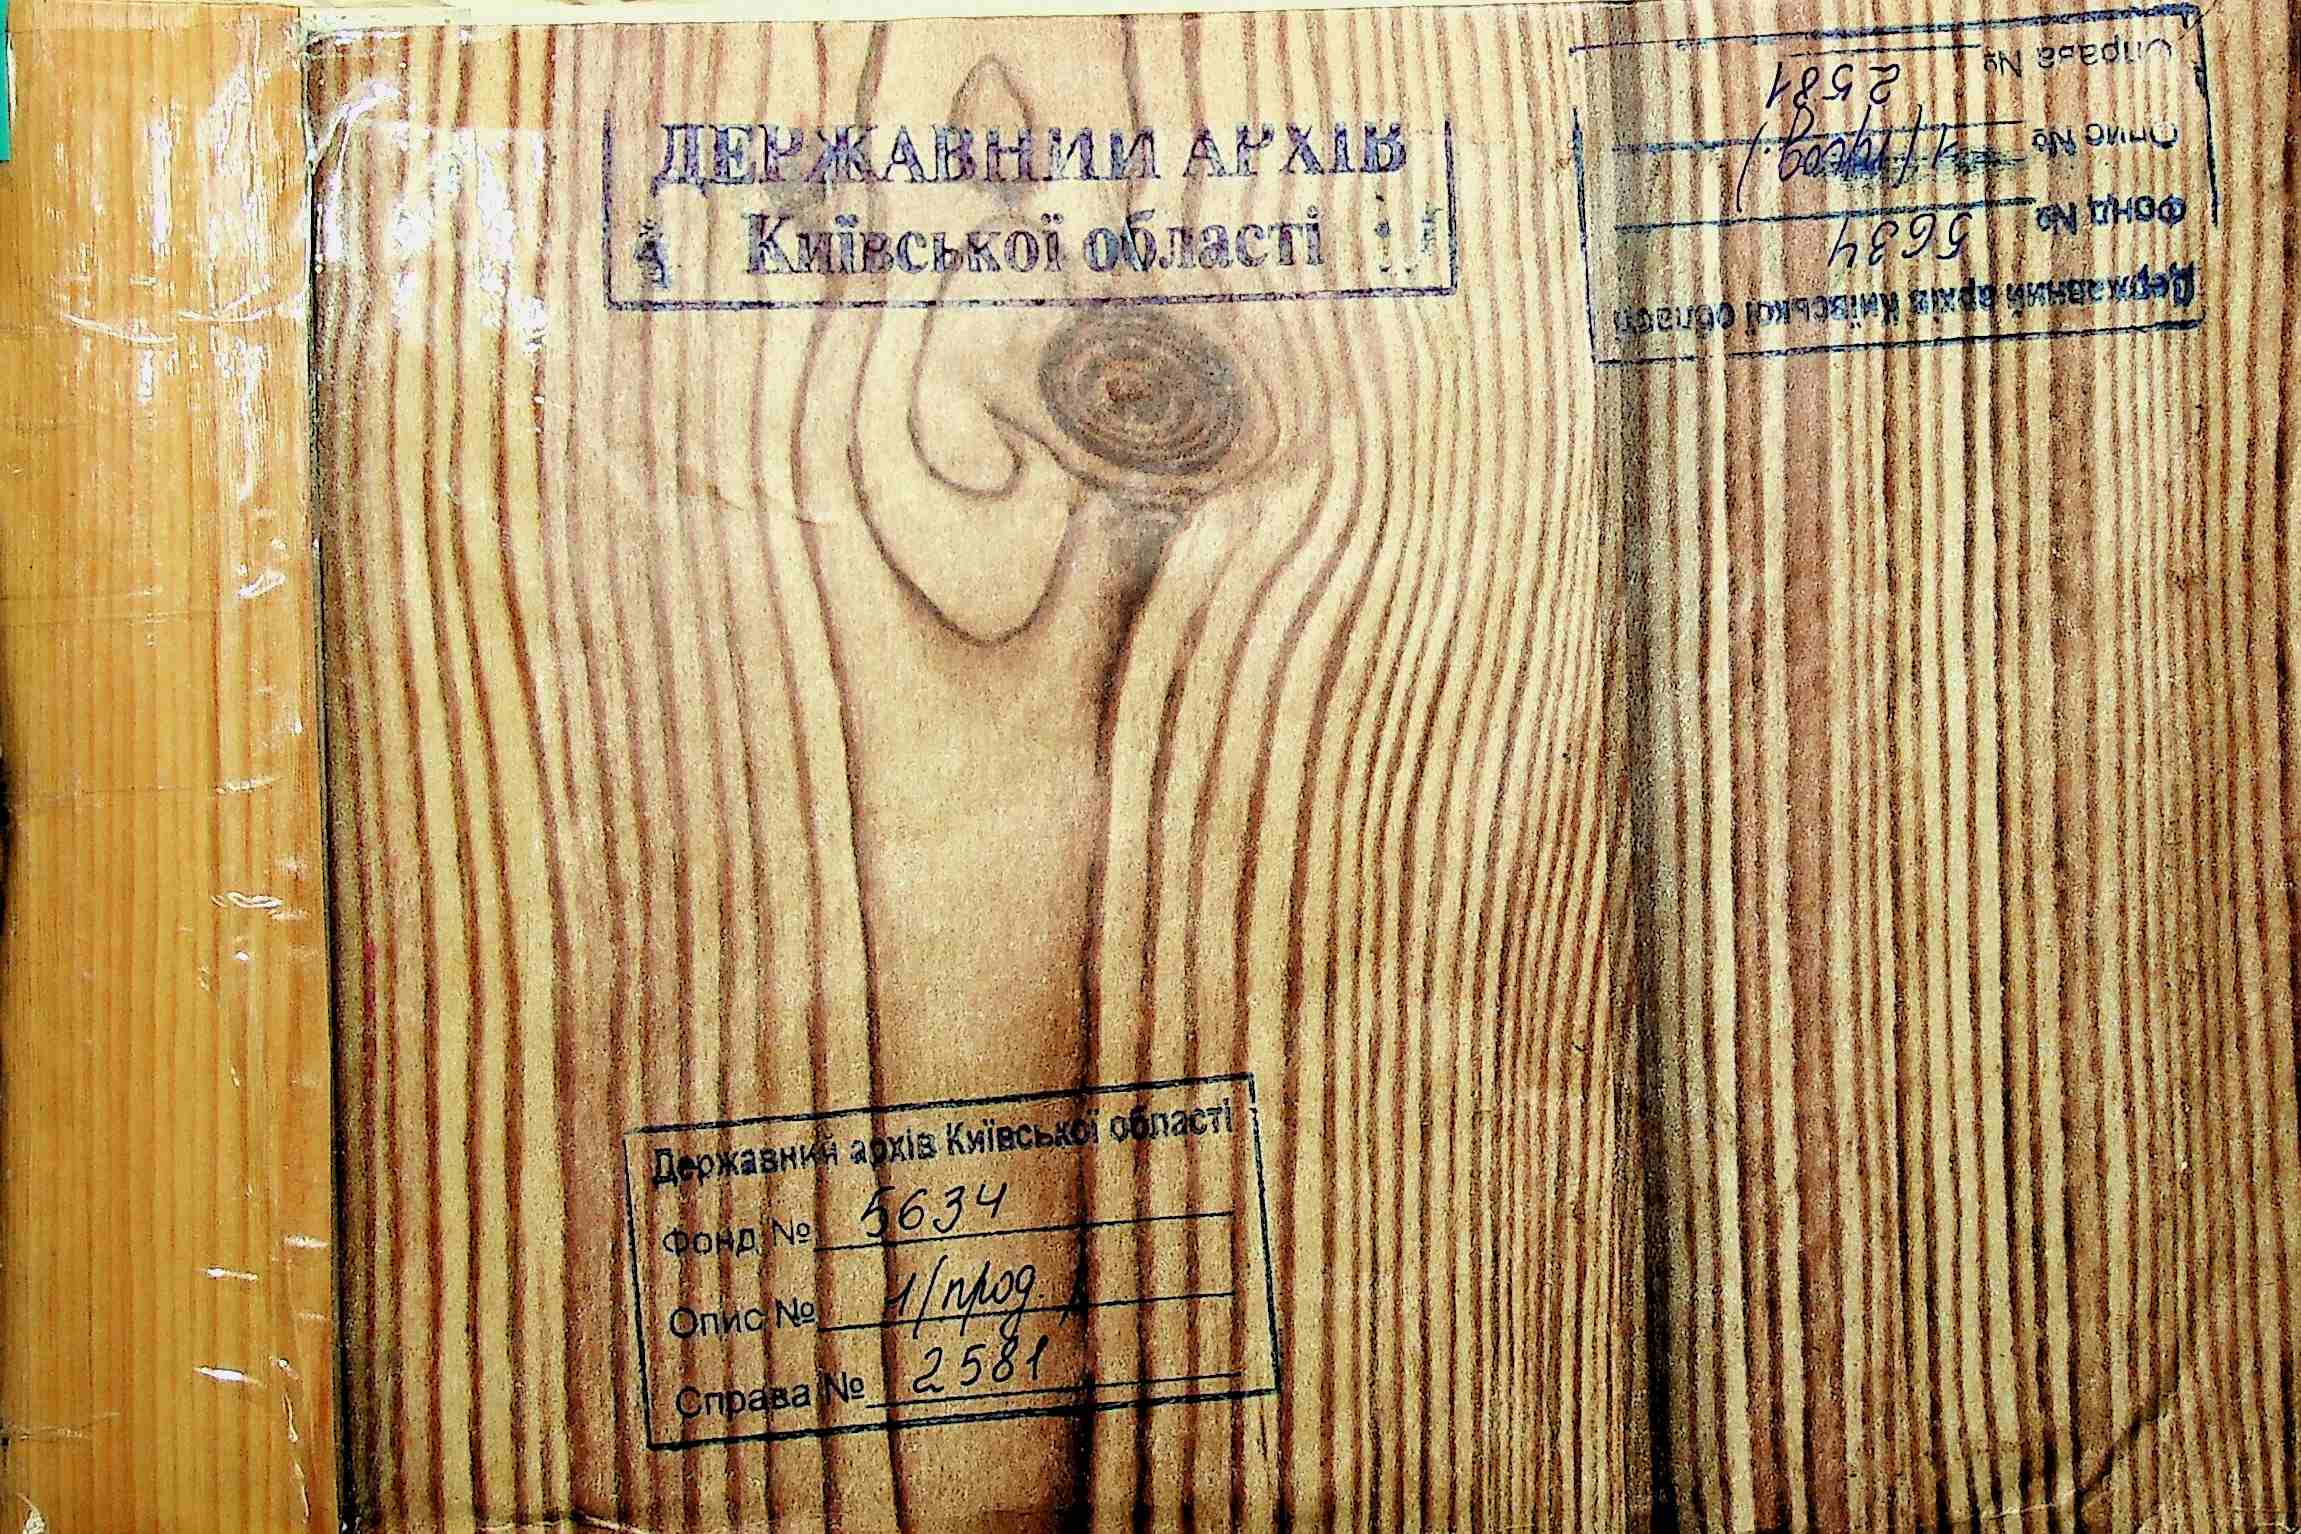 ДЕРЖАВНИЙ АРХІВ
Київської області
Державний архів Київської області
Фонд № 5634
Опис № 1/прод.)
Справа № 2581
Державний архів Київської області
Фонд № 5634
Опис № 1(прод.)
Справа № 2581